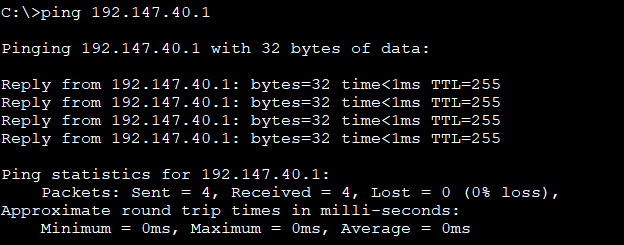 C:\>ping 192.147.40.1
Pinging 192.147.40.1 with 32 bytes of data:
Reply from 192.147.40.1: bytes=32 time<1ms TTL=255
Reply from 192.147.40.1: bytes=32 time<1ms TTL=255
Reply from 192.147.40.1: bytes=32 time<1ms TTL=255
Reply from 192.147.40.1: bytes=32 time<1ms TTL=255
Ping statistics for 192.147.40.1:
    Packets: Sent = 4, Received = 4, Lost = 0 (0% loss),
Approximate round trip times in milli-seconds:
    Minimum = 0ms, Maximum = 0ms, Average = 0ms